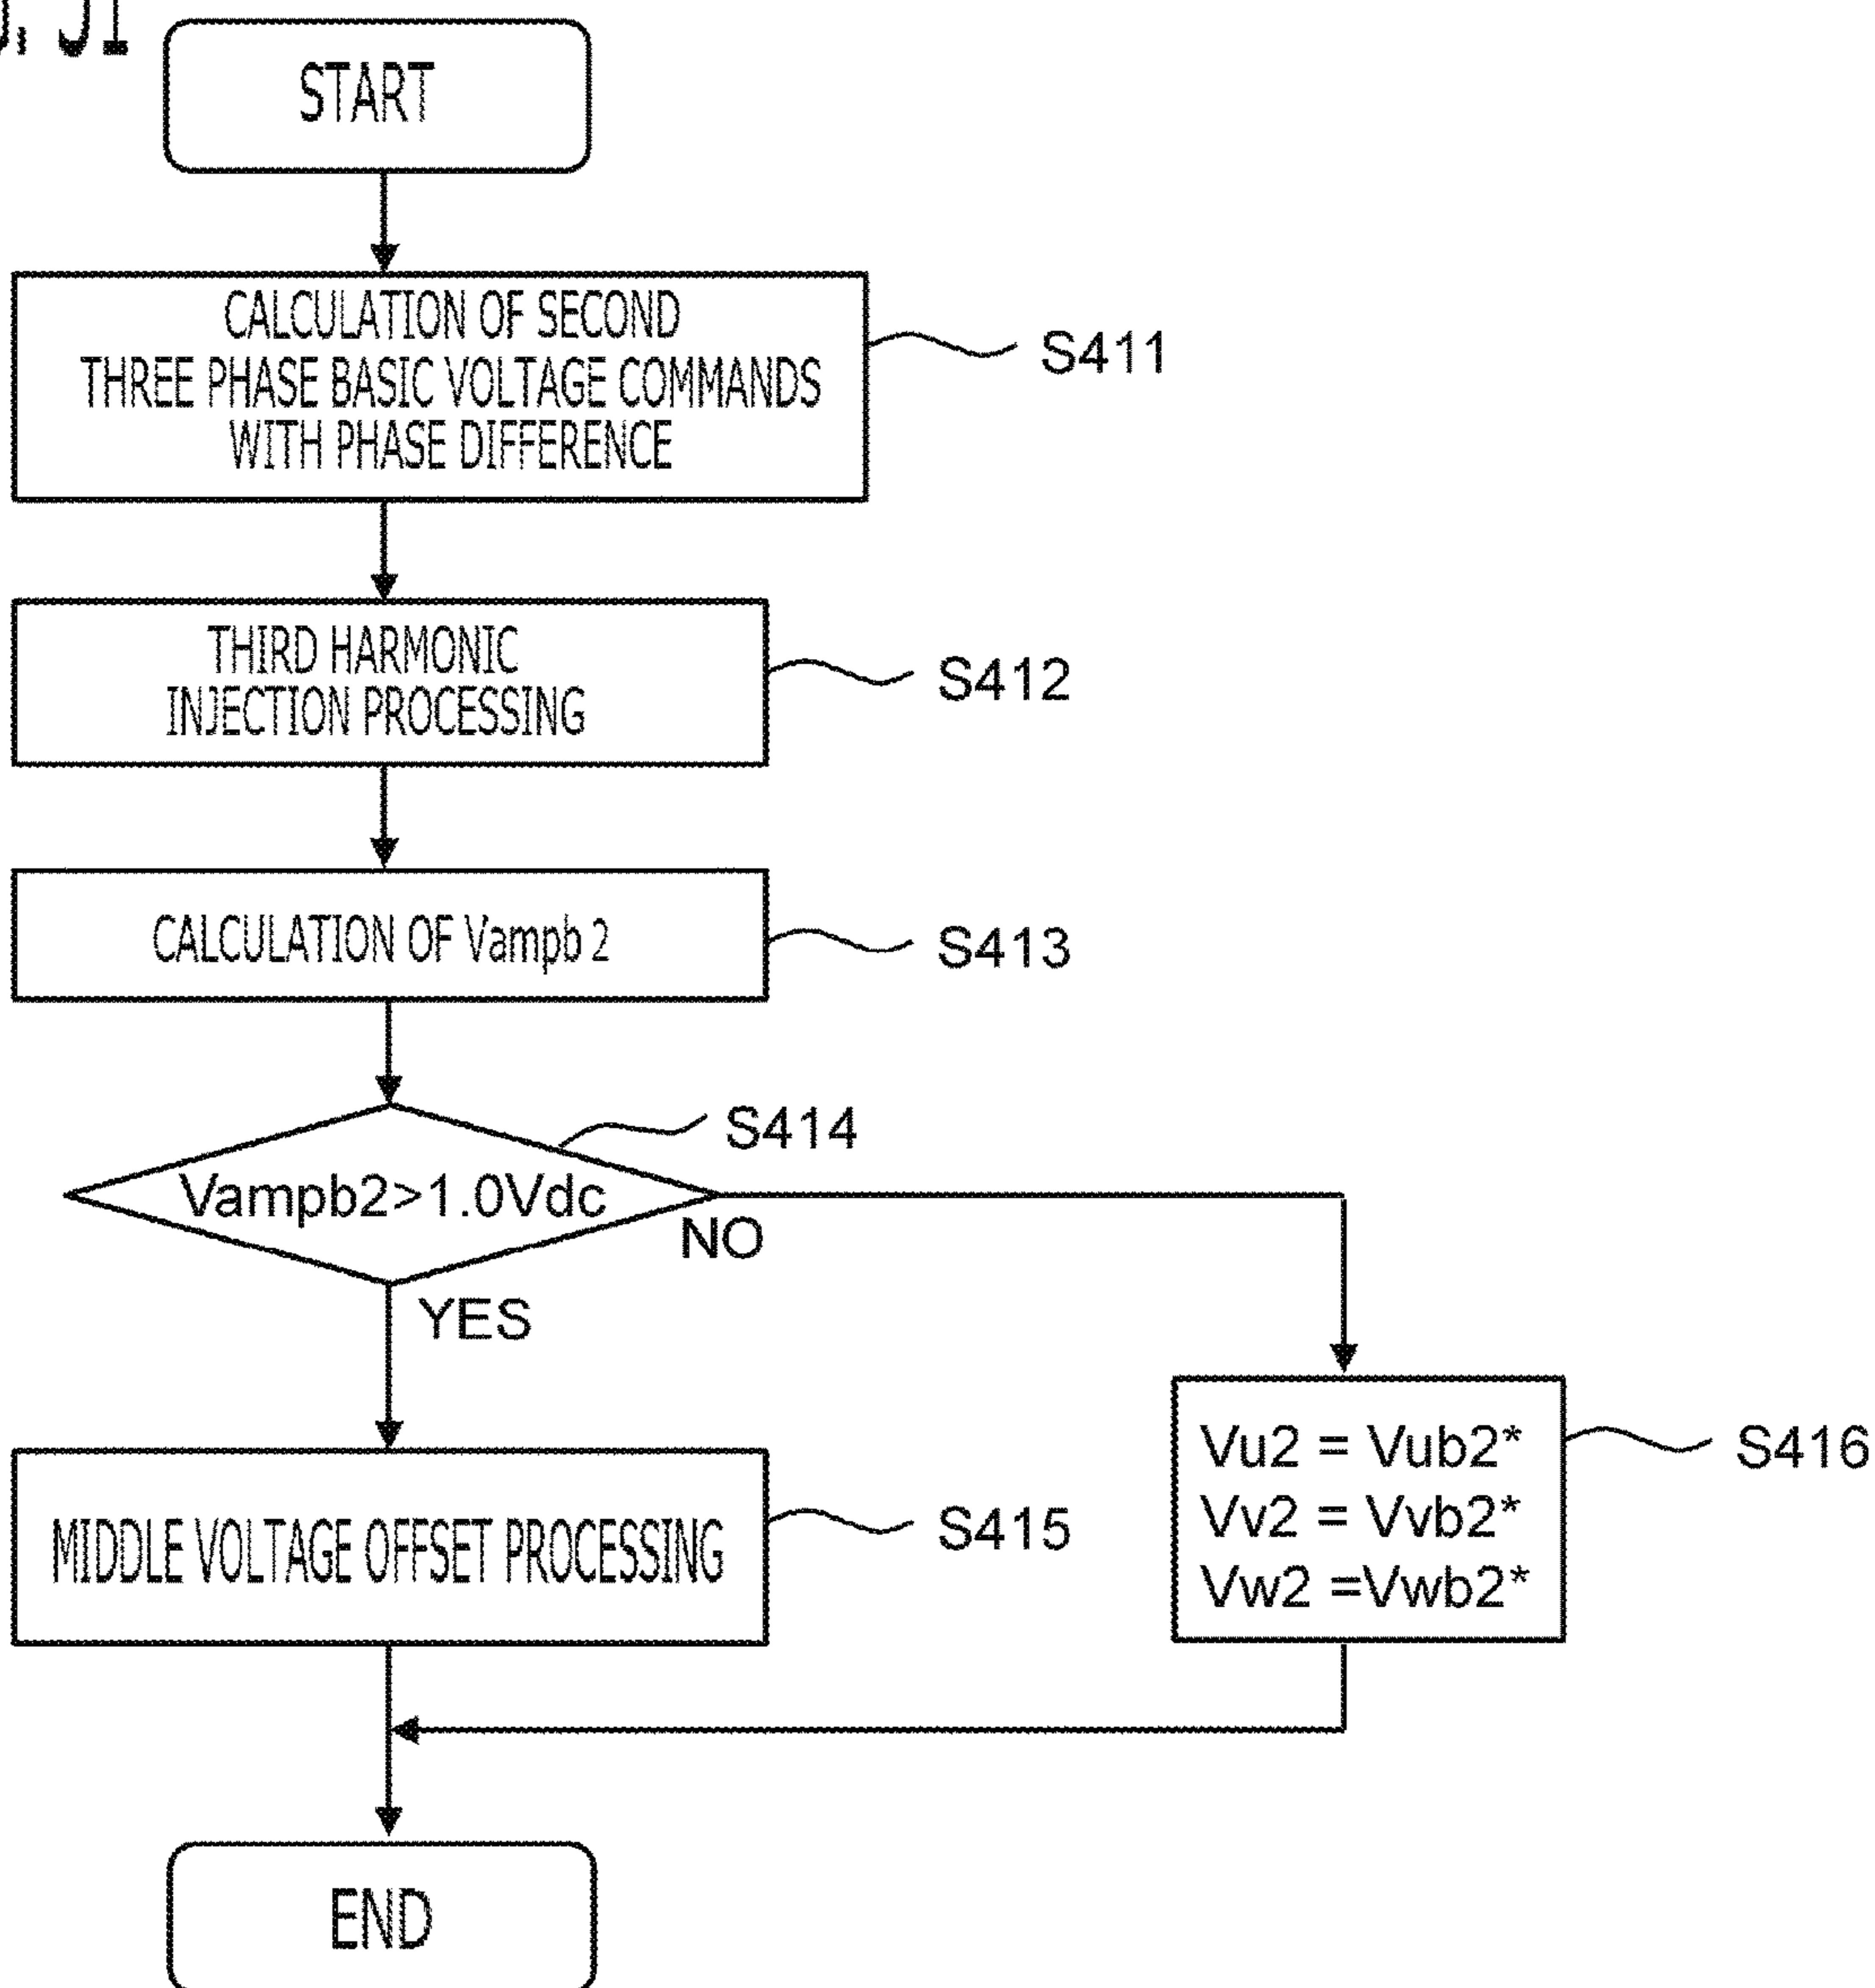 START
CALCULATION OF SECOND
THREE PHASE BASIC VOLTAGE COMMANDS
WITH PHASE DIFFERENCE
S411
THIRD HARMONIC
INJECTION PROCESSING
S412
CALCULATION OF Vampb 2
S413
S414
Vampb2>1.0Vdc
NO
YES
MIDDLE VOLTAGE OFFSET PROCESSING
S415
Vu2 = Vub2*
Vv2 = Vvb2*
Vw2 =Vwb2*
S416
END